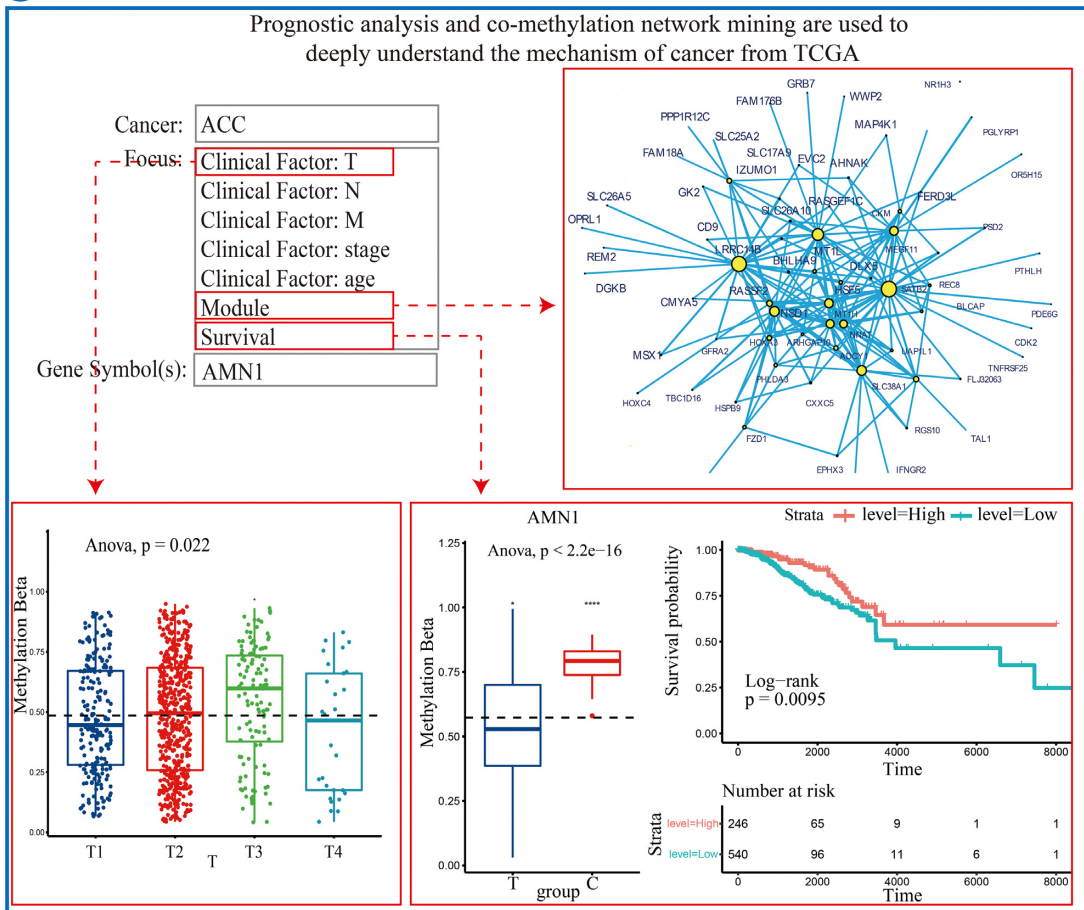 Prognostic analysis and co-methylation network mining are used to
deeply understand the mechanism of cancer from TCGA
Cancer:
ACC
Focus:
Clinical Factor: T
Clinical Factor: N
Clinical Factor: M
Clinical Factor: stage
Clinical Factor: age
Module
Survival
Gene Symbol(s):
AMN1
GRB7
NR1H3
FAM176B
WWP2
PPP1R12C
MAP4K1
PGLYRP1
SLC25A2
SLC17A9
FAM18A
EVC2
AHNAK
IZUMO1
OR5H15
SLC26A5
GK2
RASGEF1C
FERD3L
CKM
OPRL1
SLC26A10
CD9
PSD2
REM2
LRRC14B
MT1L
MEGF11
BHLHA9
DLX5
PTHLH
DGKB
RASSF2
HSF5
SATB2
REC8
CMYA5
NSD1
MT1H
BLCAP
PDE6G
NNAT
CDK2
MSX1
GFRA2
HOXR3
ARHGAP10
ADCY1
UAP1L1
TNFRSF25
PHLDA3
SLC38A1
FLJ32063
HOXC4
TBC1D16
HSPB9
CXXC5
RGS10
TAL1
FZD1
EPHX3
IFNGR2
Anova, p = 0.022
Methylation Beta
1.00
0.75
0.50
0.25
0.00
*
T1
T2
T3
T4
T
AMN1
Anova, p < 2.2e−16
Methylation Beta
1.25
1.00
0.75
0.50
0.25
0.00
*
****
T
C
group
Strata
level=High
level=Low
Survival probability
1.00
0.75
0.50
0.25
0.00
Log−rank
p = 0.0095
0
2000
4000
6000
8000
Time
Number at risk
Strata
level=High
246
65
9
1
1
level=Low
540
96
11
6
1
0
2000
4000
6000
8000
Time